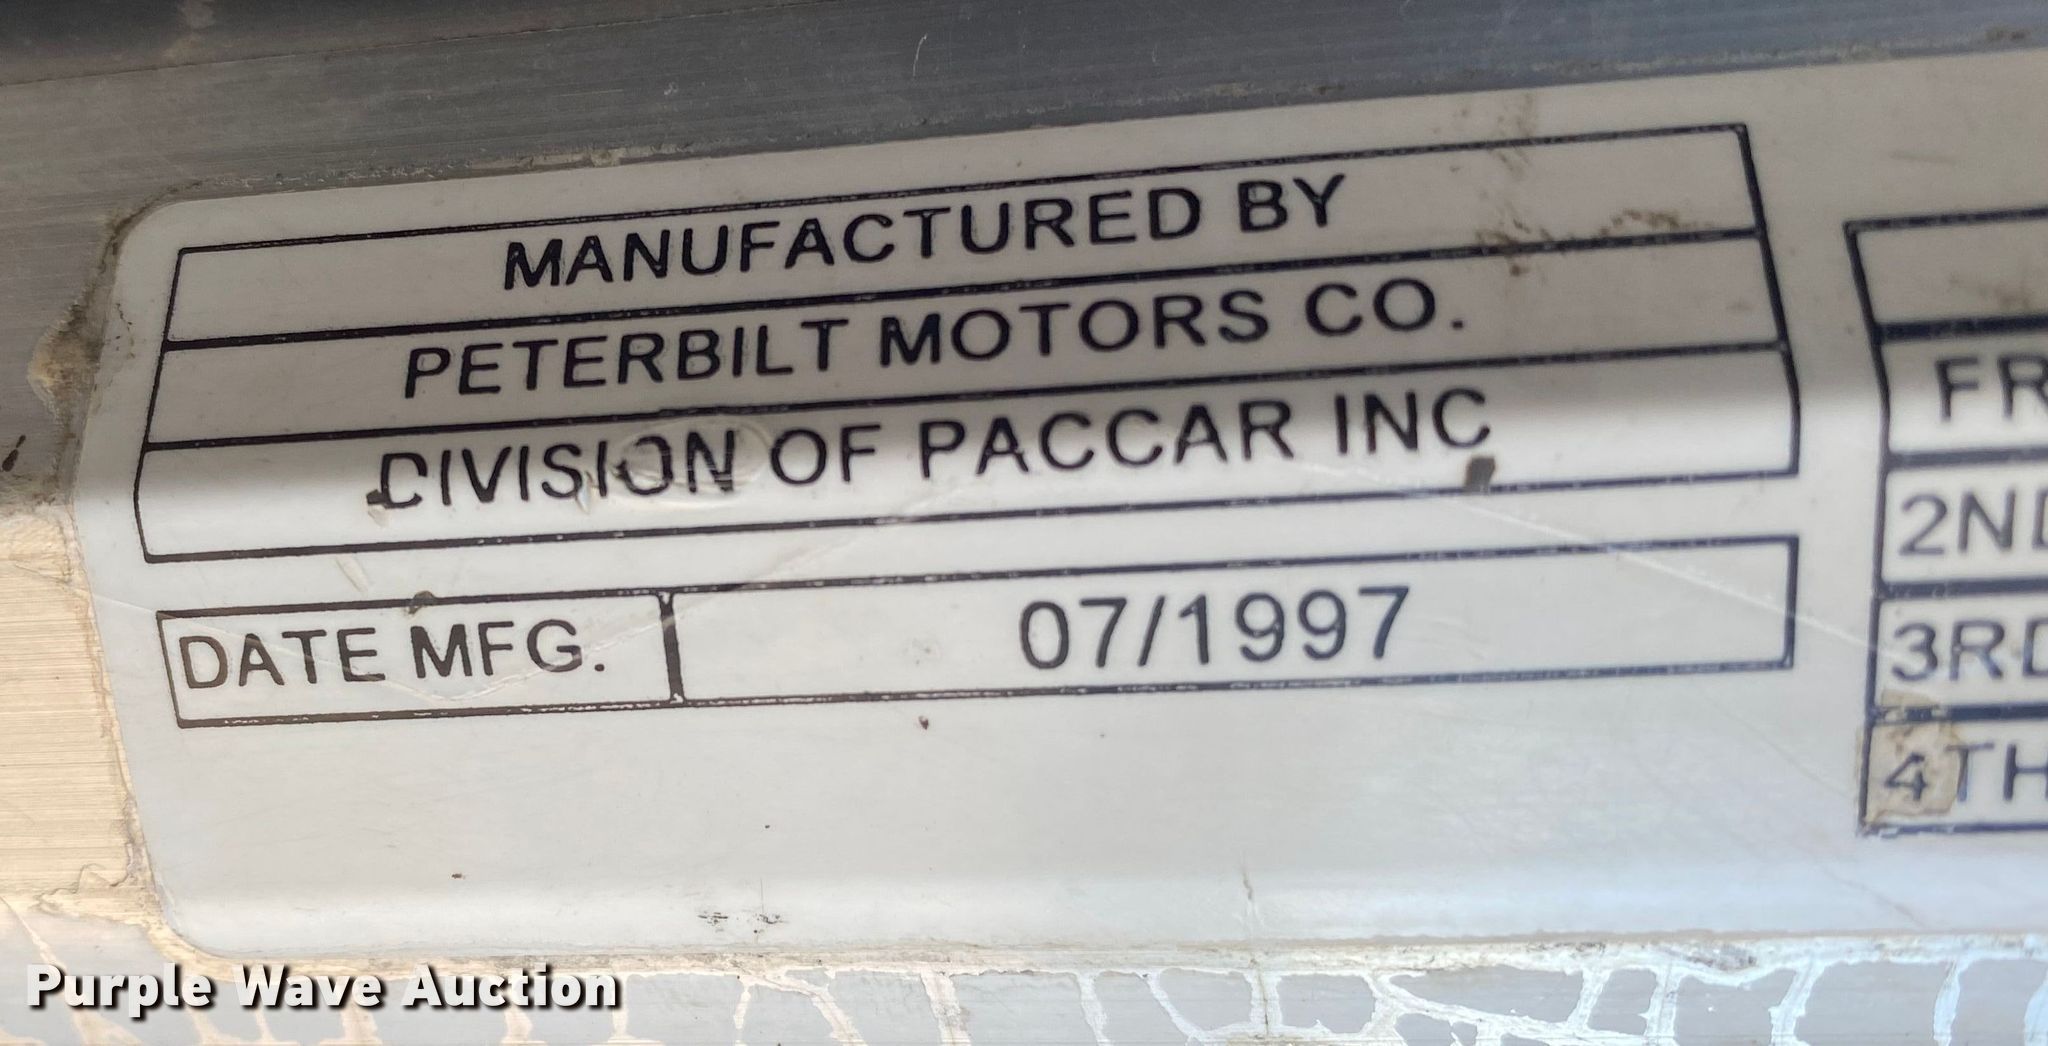 MANUFACTURED BY
PETERBILT MOTORS CO.
DIVISION OF PACCAR INC
DATE MFG. 07/1997
FR
2ND
3RD
4TH
Purple Wave Auction